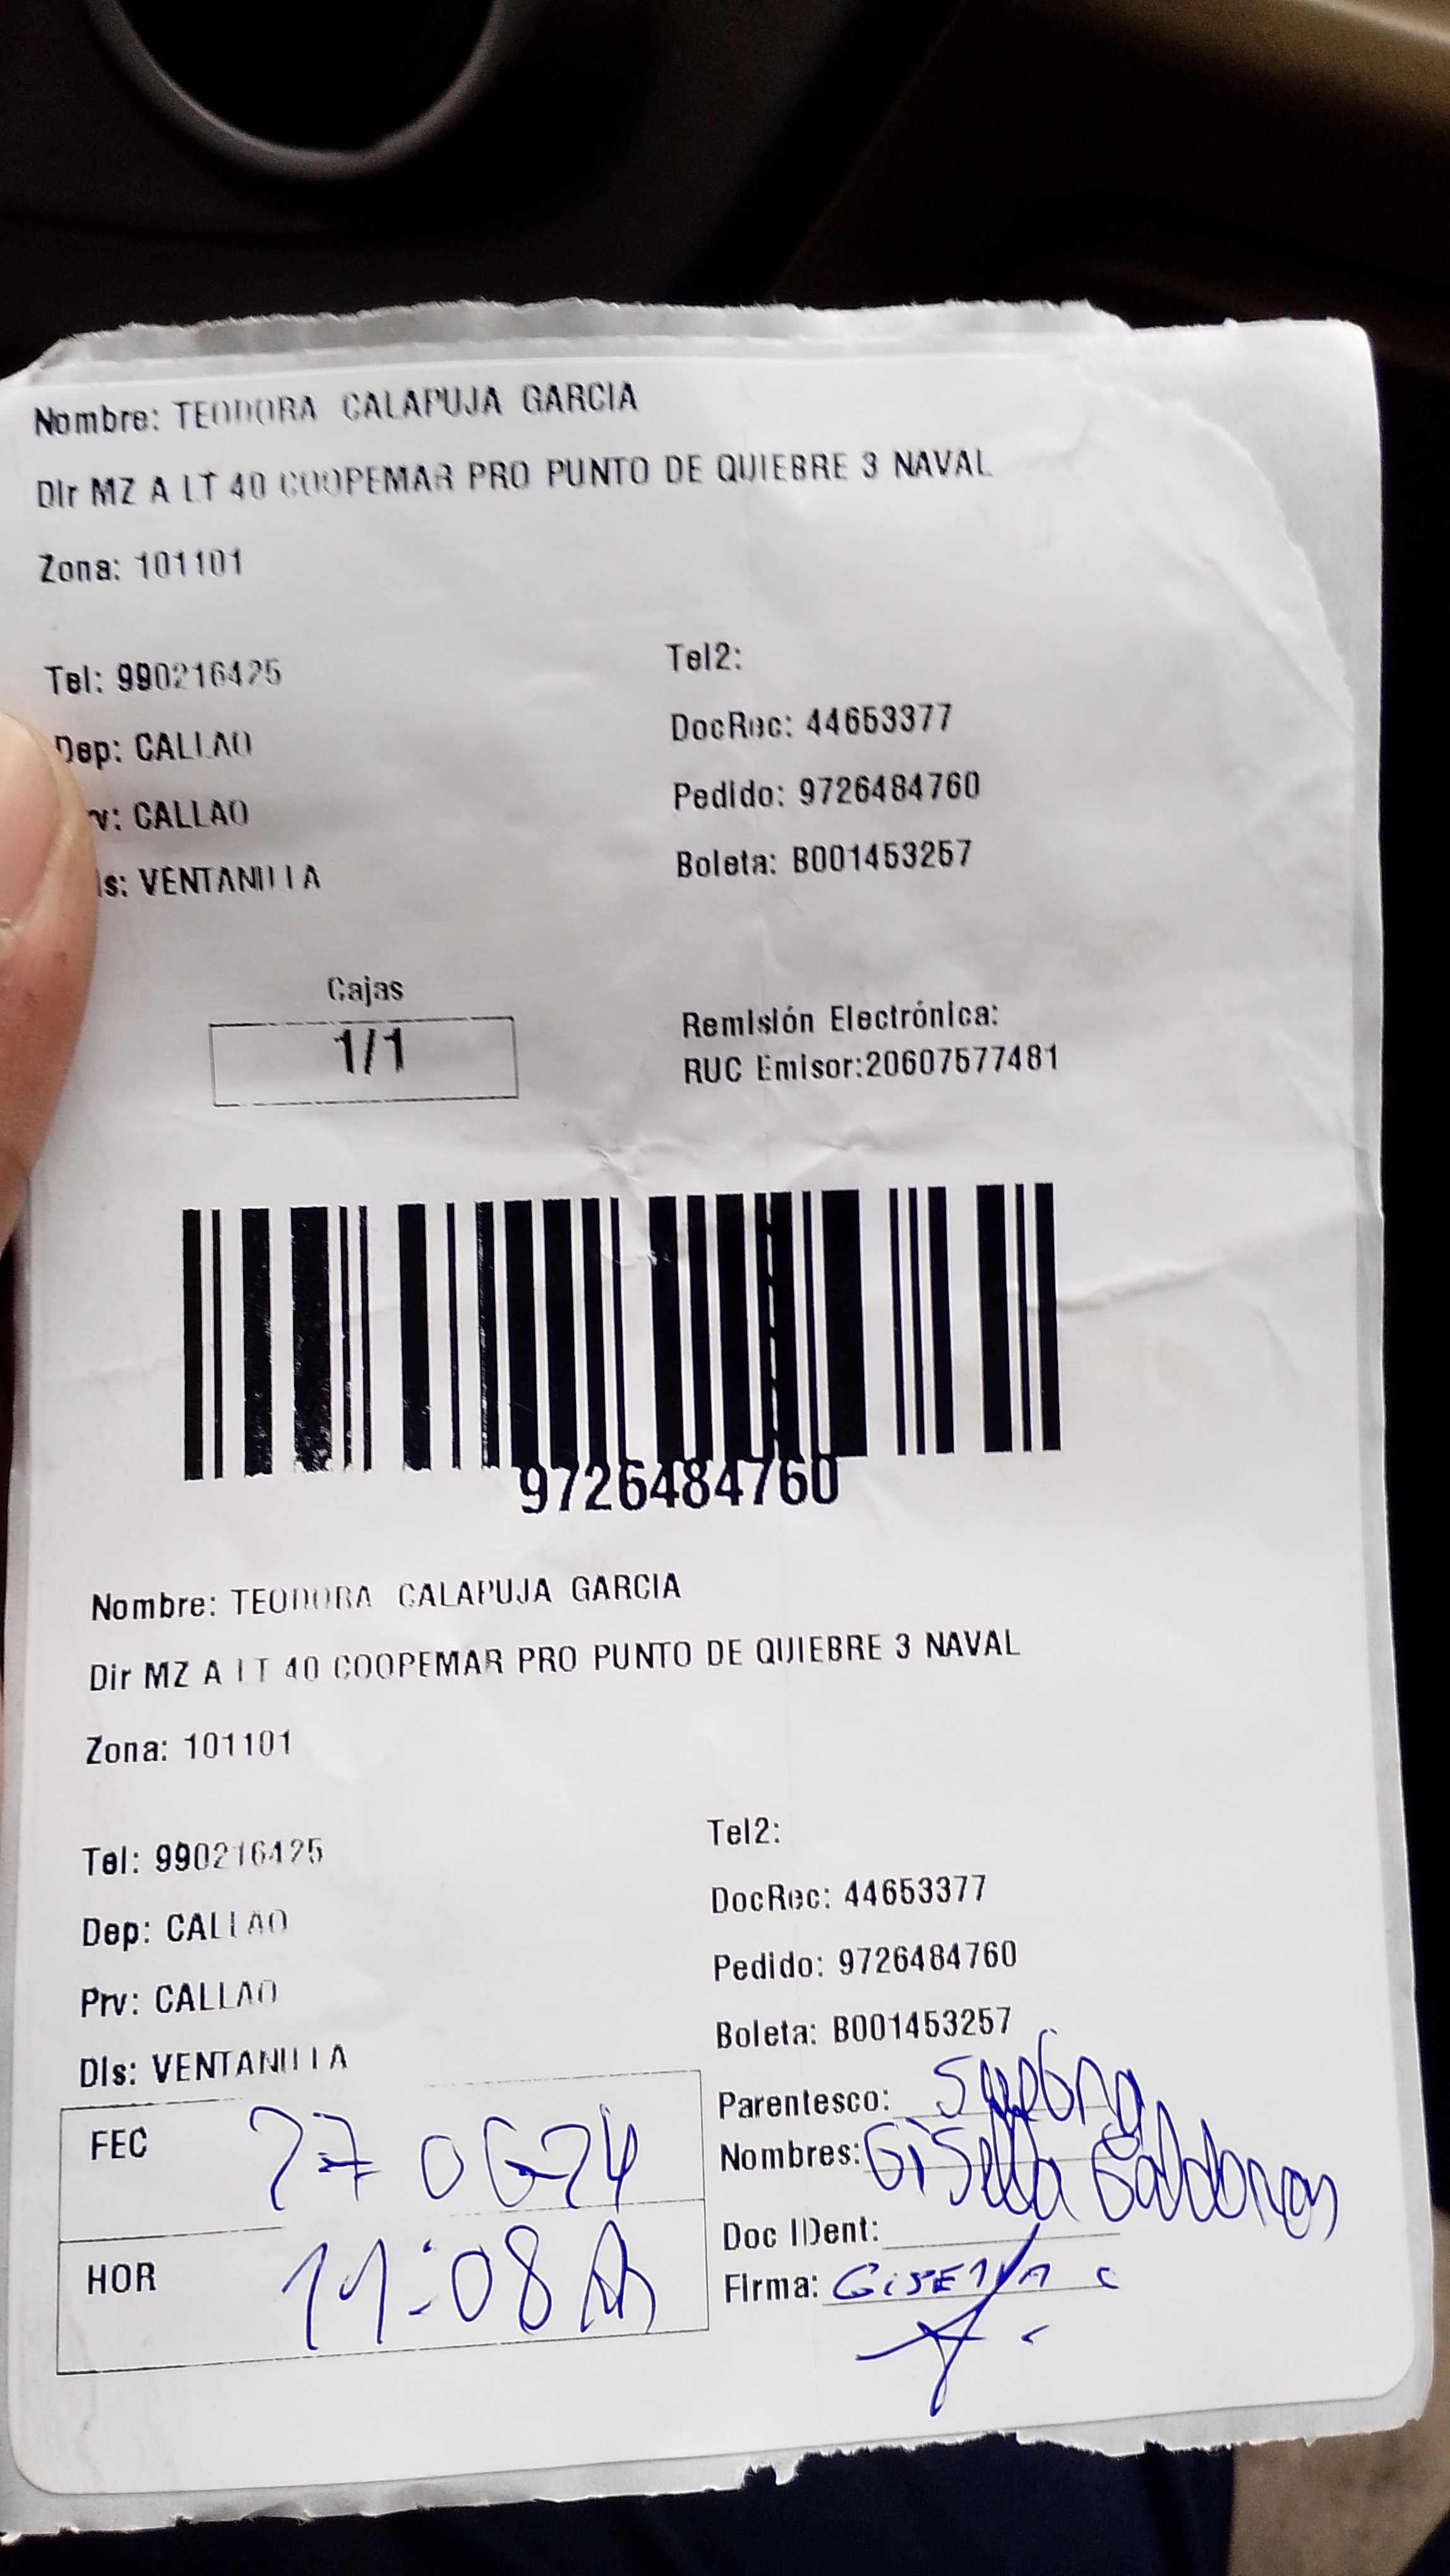 Nombre: TEODORA CALAPUJA GARCIA
Dir MZ A LT 40 COOPEMAR PRO PUNTO DE QUIEBRE 3 NAVAL
Zona: 101101
Tel: 990216425 Tel2:
Dep: CALLAO DocRec: 44653377
v: CALLAO Pedido: 9726484760
is: VENTANILLA Boleta: B001453257
Cajas
1/1
Remisión Electrónica:
RUC Emisor:20607577481
9726484760
Nombre: TEODORA CALAPUJA GARCIA
Dir MZ A LT 40 COOPEMAR PRO PUNTO DE QUIEBRE 3 NAVAL
Zona: 101101
Tel: 990216425 Tel2:
Dep: CALLAO DocRec: 44653377
Prv: CALLAO Pedido: 9726484760
Dis: VENTANILLA Boleta: B001453257
FEC 27 06-24
HOR 11:08
Parentesco:
Nombres: Gisella
Doc IDent:
Firma: GISELLA C